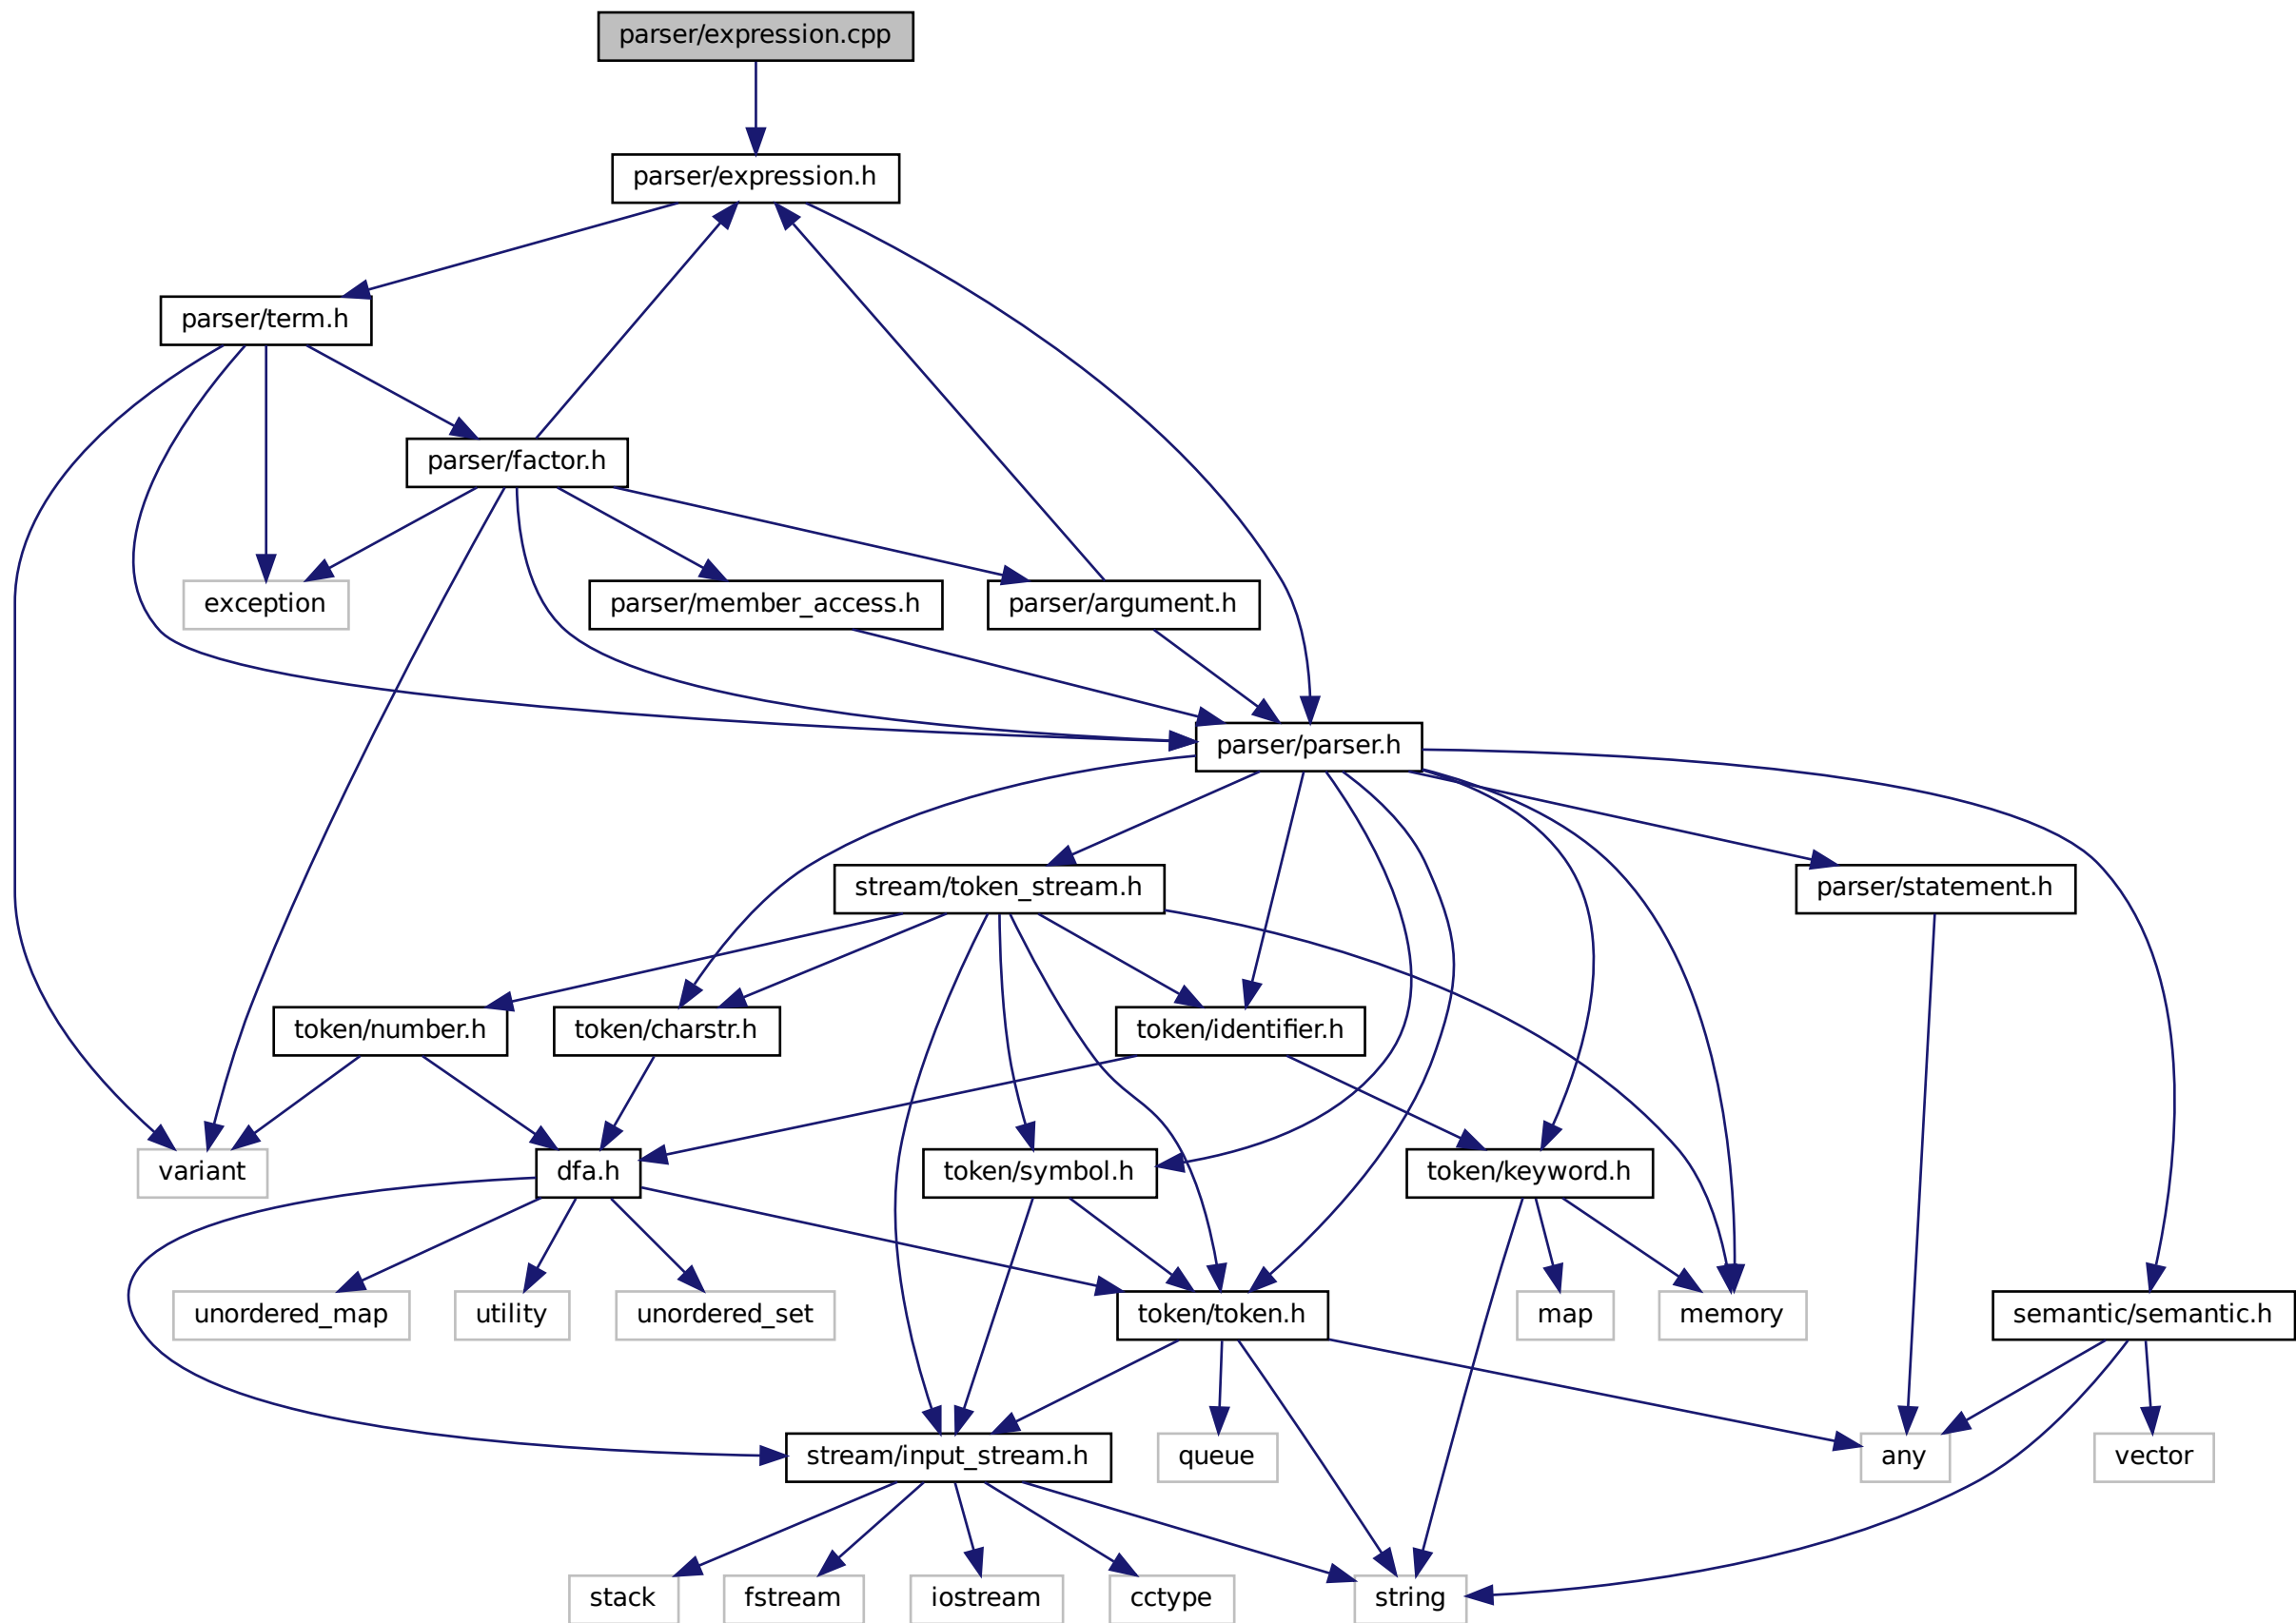 parser/expression.cpp
parser/expression.h
parser/term.h
parser/factor.h
exception
parser/member_access.h
parser/argument.h
parser/parser.h
stream/token_stream.h
parser/statement.h
token/number.h
token/charstr.h
token/identifier.h
variant
dfa.h
token/symbol.h
token/keyword.h
unordered_map
utility
unordered_set
token/token.h
map
memory
semantic/semantic.h
stream/input_stream.h
queue
any
vector
stack
fstream
iostream
cctype
string